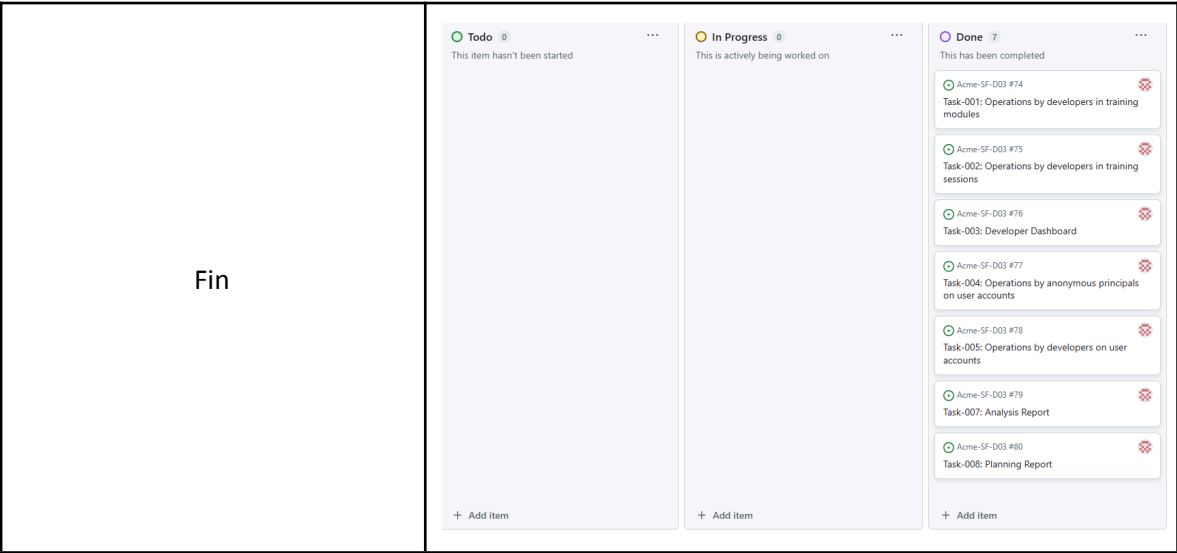 Fin
Todo 0
This item hasn't been started
In Progress 0
This is actively being worked on
Done 7
This has been completed
Acme-SF-D03 #74
Task-001: Operations by developers in training
modules
Acme-SF-D03 #75
Task-002: Operations by developers in training
sessions
Acme-SF-D03 #76
Task-003: Developer Dashboard
Acme-SF-D03 #77
Task-004: Operations by anonymous principals
on user accounts
Acme-SF-D03 #78
Task-005: Operations by developers on user
accounts
Acme-SF-D03 #79
Task-007: Analysis Report
Acme-SF-D03 #80
Task-008: Planning Report
+ Add item
+ Add item
+ Add item